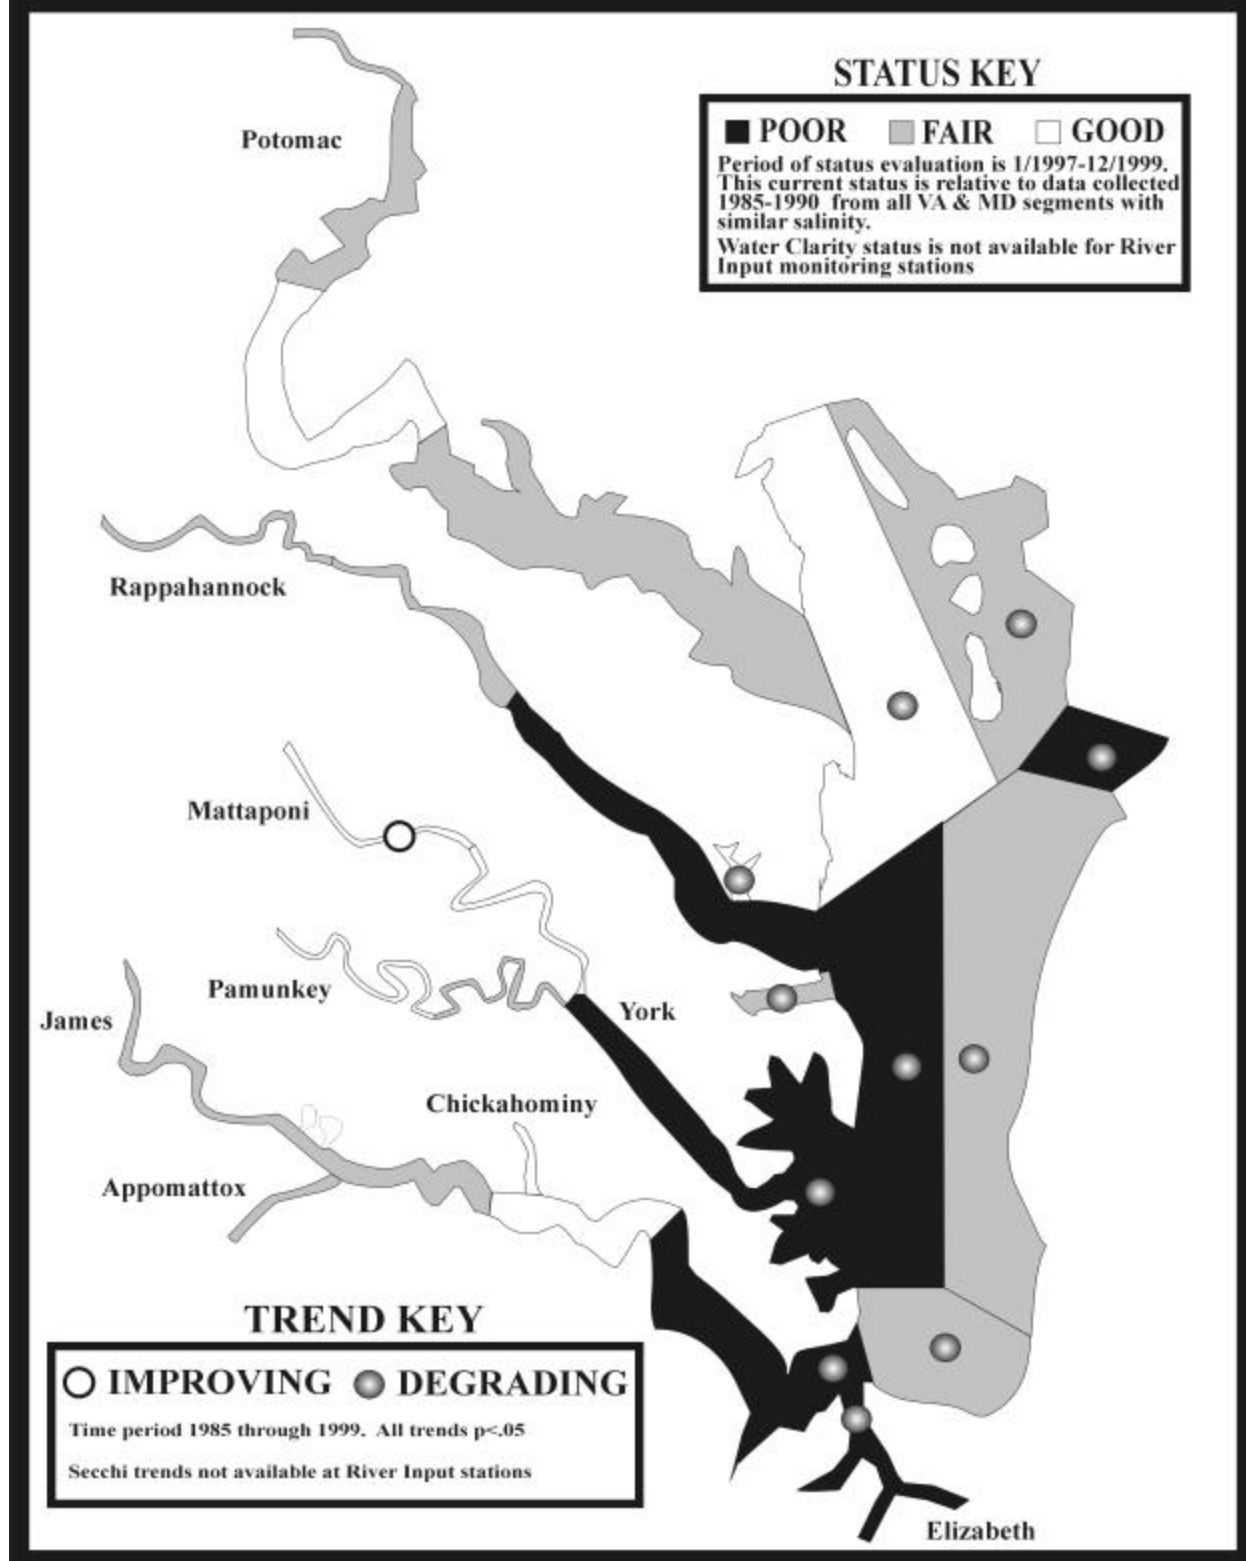 STATUS KEY
POOR FAIR GOOD
Period of status evaluation is 1/1997-12/1999.
This current status is relative to data collected
1985-1990 from all VA & MD segments with
similar salinity.
Water Clarity status is not available for River
Input monitoring stations
Potomac
Rappahannock
Mattaponi
Pamunkey
York
James
Chickahominy
Appomattox
TREND KEY
IMPROVING DEGRADING
Time period 1985 through 1999. All trends p<.05
Secchi trends not available at River Input stations
Elizabeth